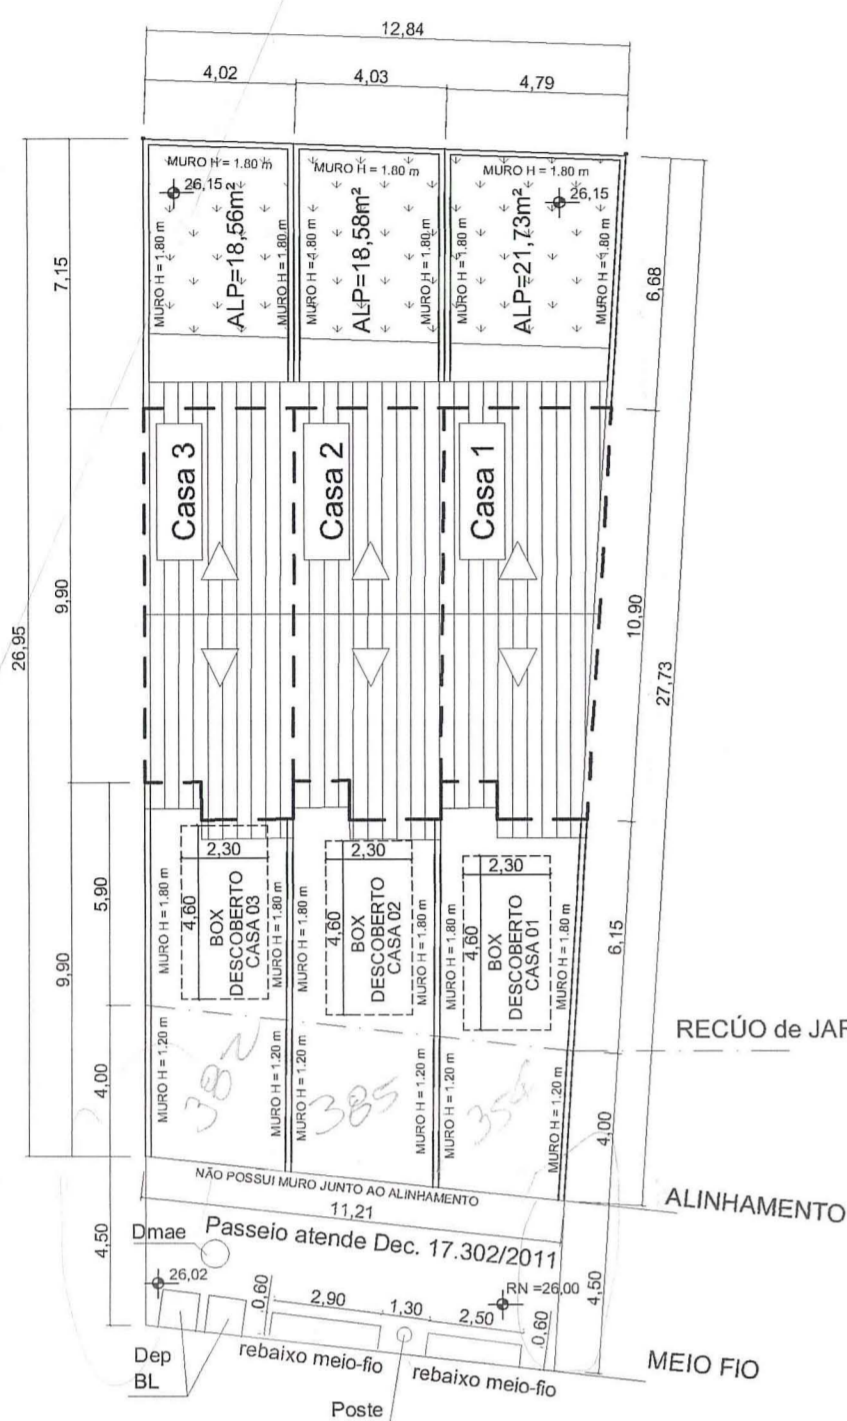 12,84
4,02 4,03 4,79
MURO H = 1.80 m MURO H = 1.80 m MURO H = 1.80 m
26,15 26,15
MURO H = 1.80 m ALP=18,56m² MURO H = 1.80 m MURO H = 1.80 m ALP=18,58m² MURO H = 1.80 m MURO H = 1.80 m ALP=21,73m² MURO H = 1.80 m
7,15 6,68
Casa 3 Casa 2 Casa 1
9,90 10,90
26,95 27,73
2,30 2,30 2,30
4,60 4,60 4,60
BOX
DESCOBERTO
CASA 03
BOX
DESCOBERTO
CASA 02
BOX
DESCOBERTO
CASA 01
MURO H = 1.80 m MURO H = 1.80 m MURO H = 1.80 m MURO H = 1.80 m MURO H = 1.80 m MURO H = 1.80 m
5,90 6,15
9,90
RECÚO de JAR
MURO H = 1.20 m MURO H = 1.20 m MURO H = 1.20 m MURO H = 1.20 m MURO H = 1.20 m MURO H = 1.20 m
385
4,00 4,00
NÃO POSSUI MURO JUNTO AO ALINHAMENTO
ALINHAMENTO
11,21
Dmae Passeio atende Dec. 17.302/2011
4,50 4,50
26,02 RN =26,00
0,60 2,90 1,30 2,50 0,60
Dep
BL
rebaixo meio-fio rebaixo meio-fio
MEIO FIO
Poste